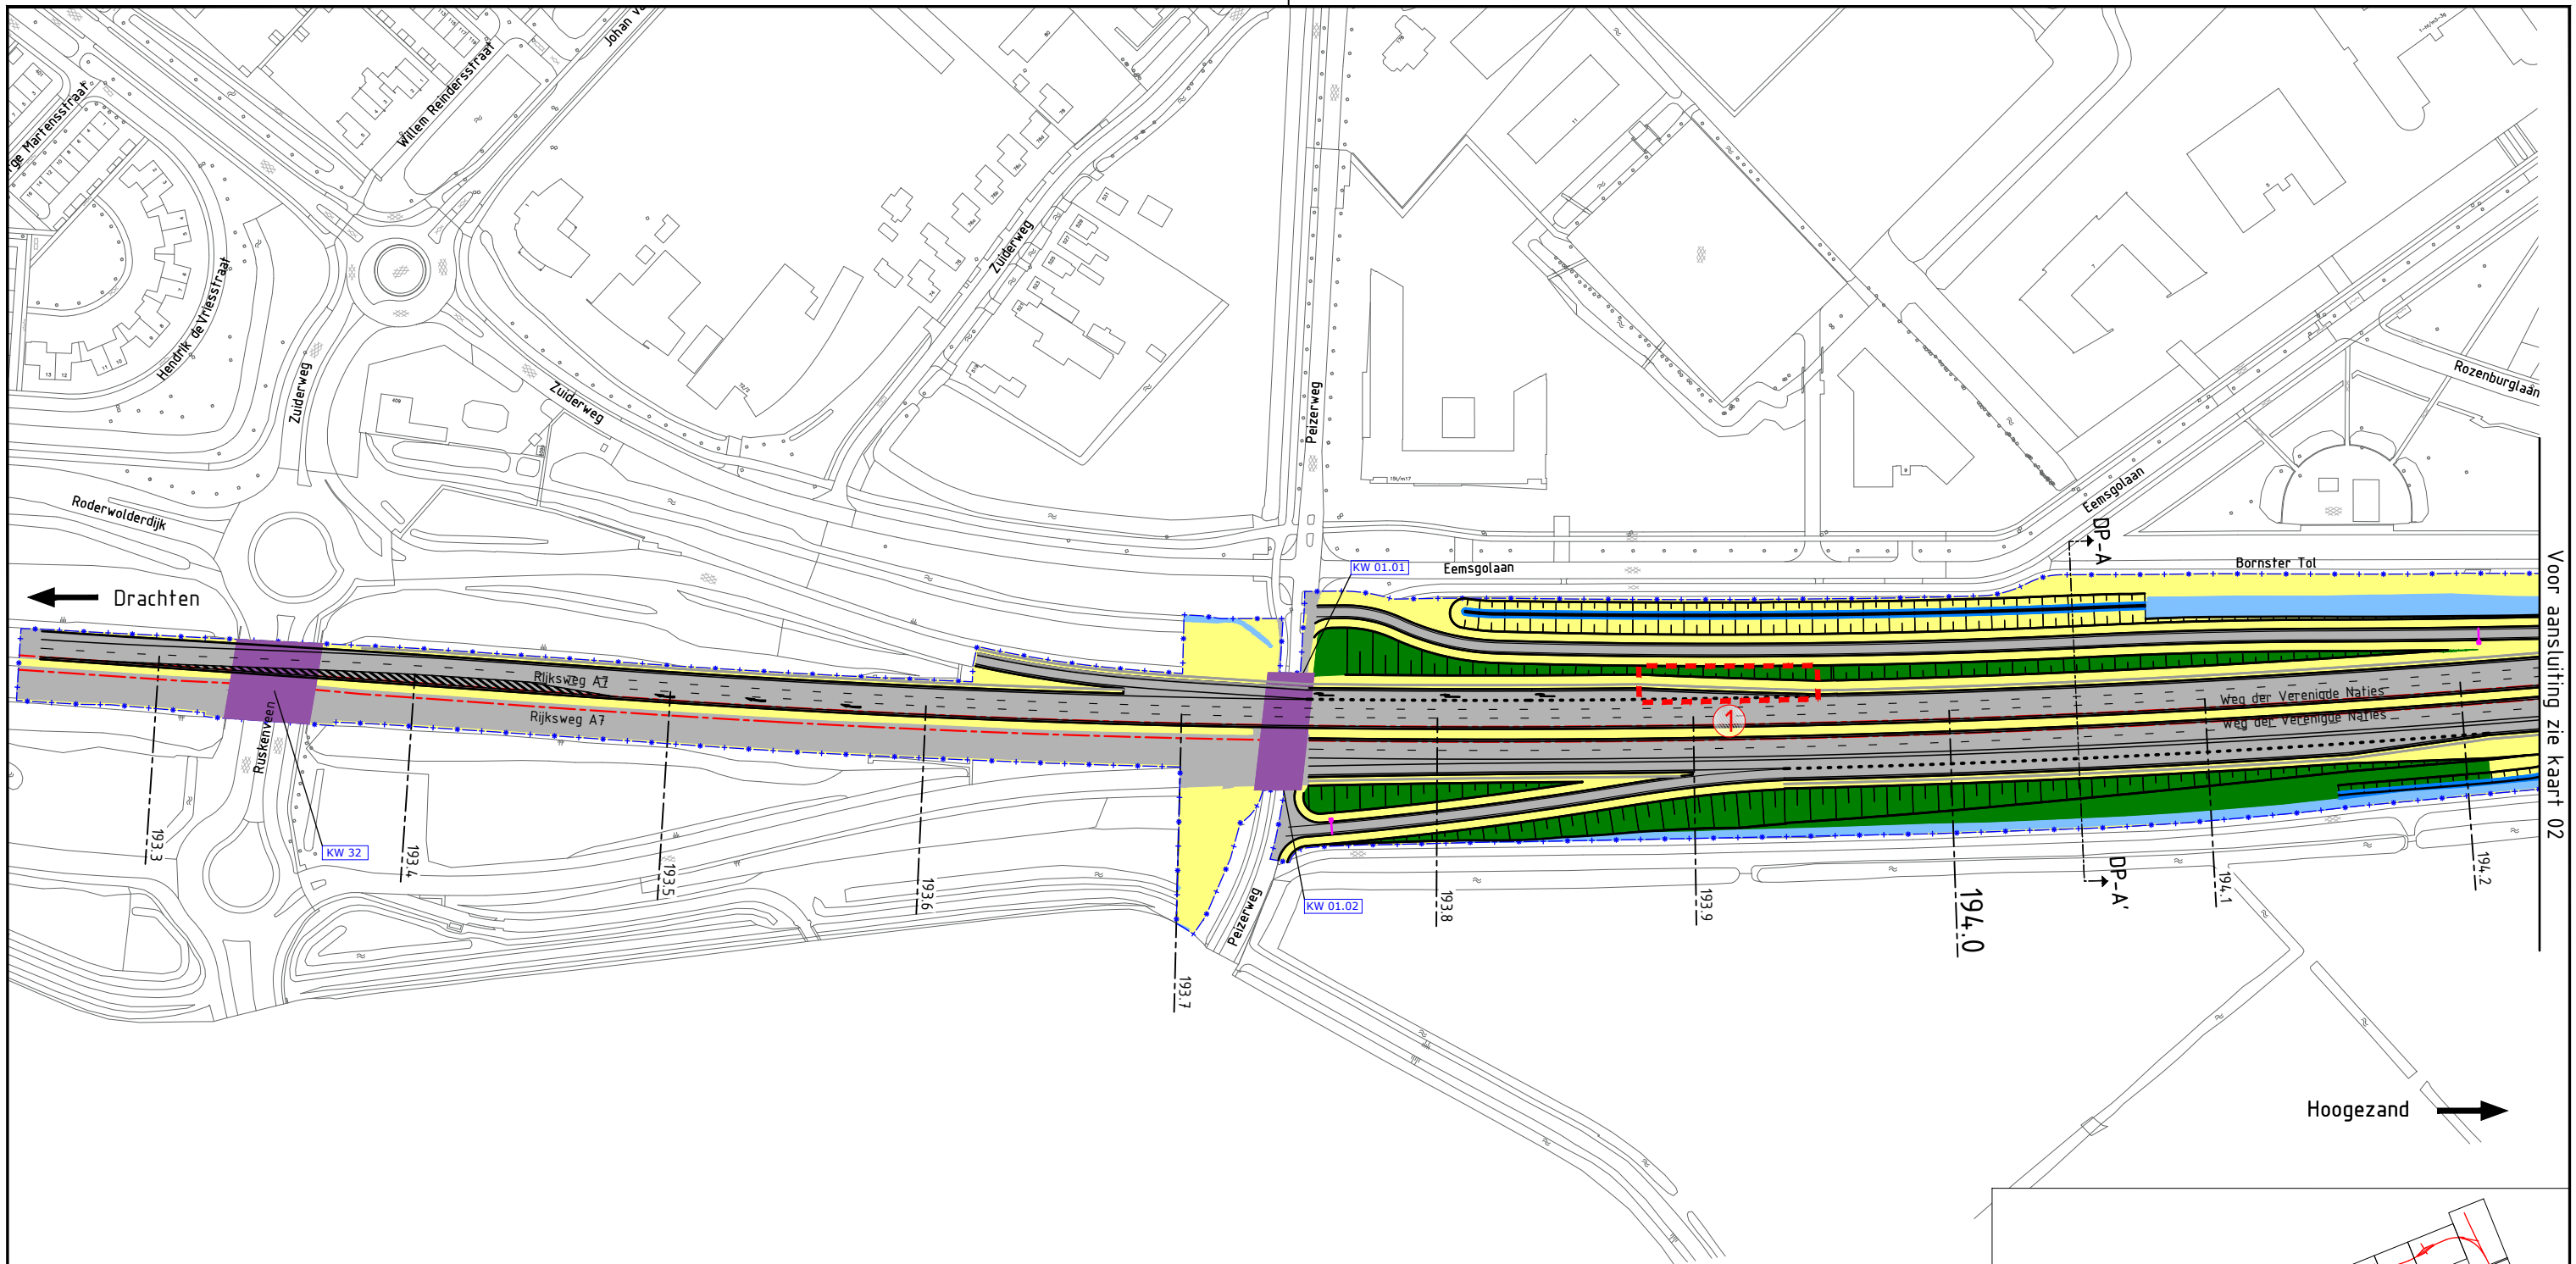 Johan va
Willem Reindersstraat
rge Martensstraat
Hendrik de Vriesstraat
Zuiderweg
Zuiderweg
Zuiderweg
Peizerweg
Rozenburglaan
Eemsgolaan
Roderwolderdijk
DP-A
Eemsgolaan
Bornster Tol
KW 01.01
Drachten
Voor aansluiting zie kaart 02
Rijksweg A7
Rijksweg A7
Weg der Verenigde Naties
Weg der Verenigde Naties
1
Ruskenveen
KW 32
193.3
193.4
193.5
193.6
193.7
KW 01.02
Peizerweg
193.8
193.9
194.0
DP-A'
194.1
194.2
Hoogezand